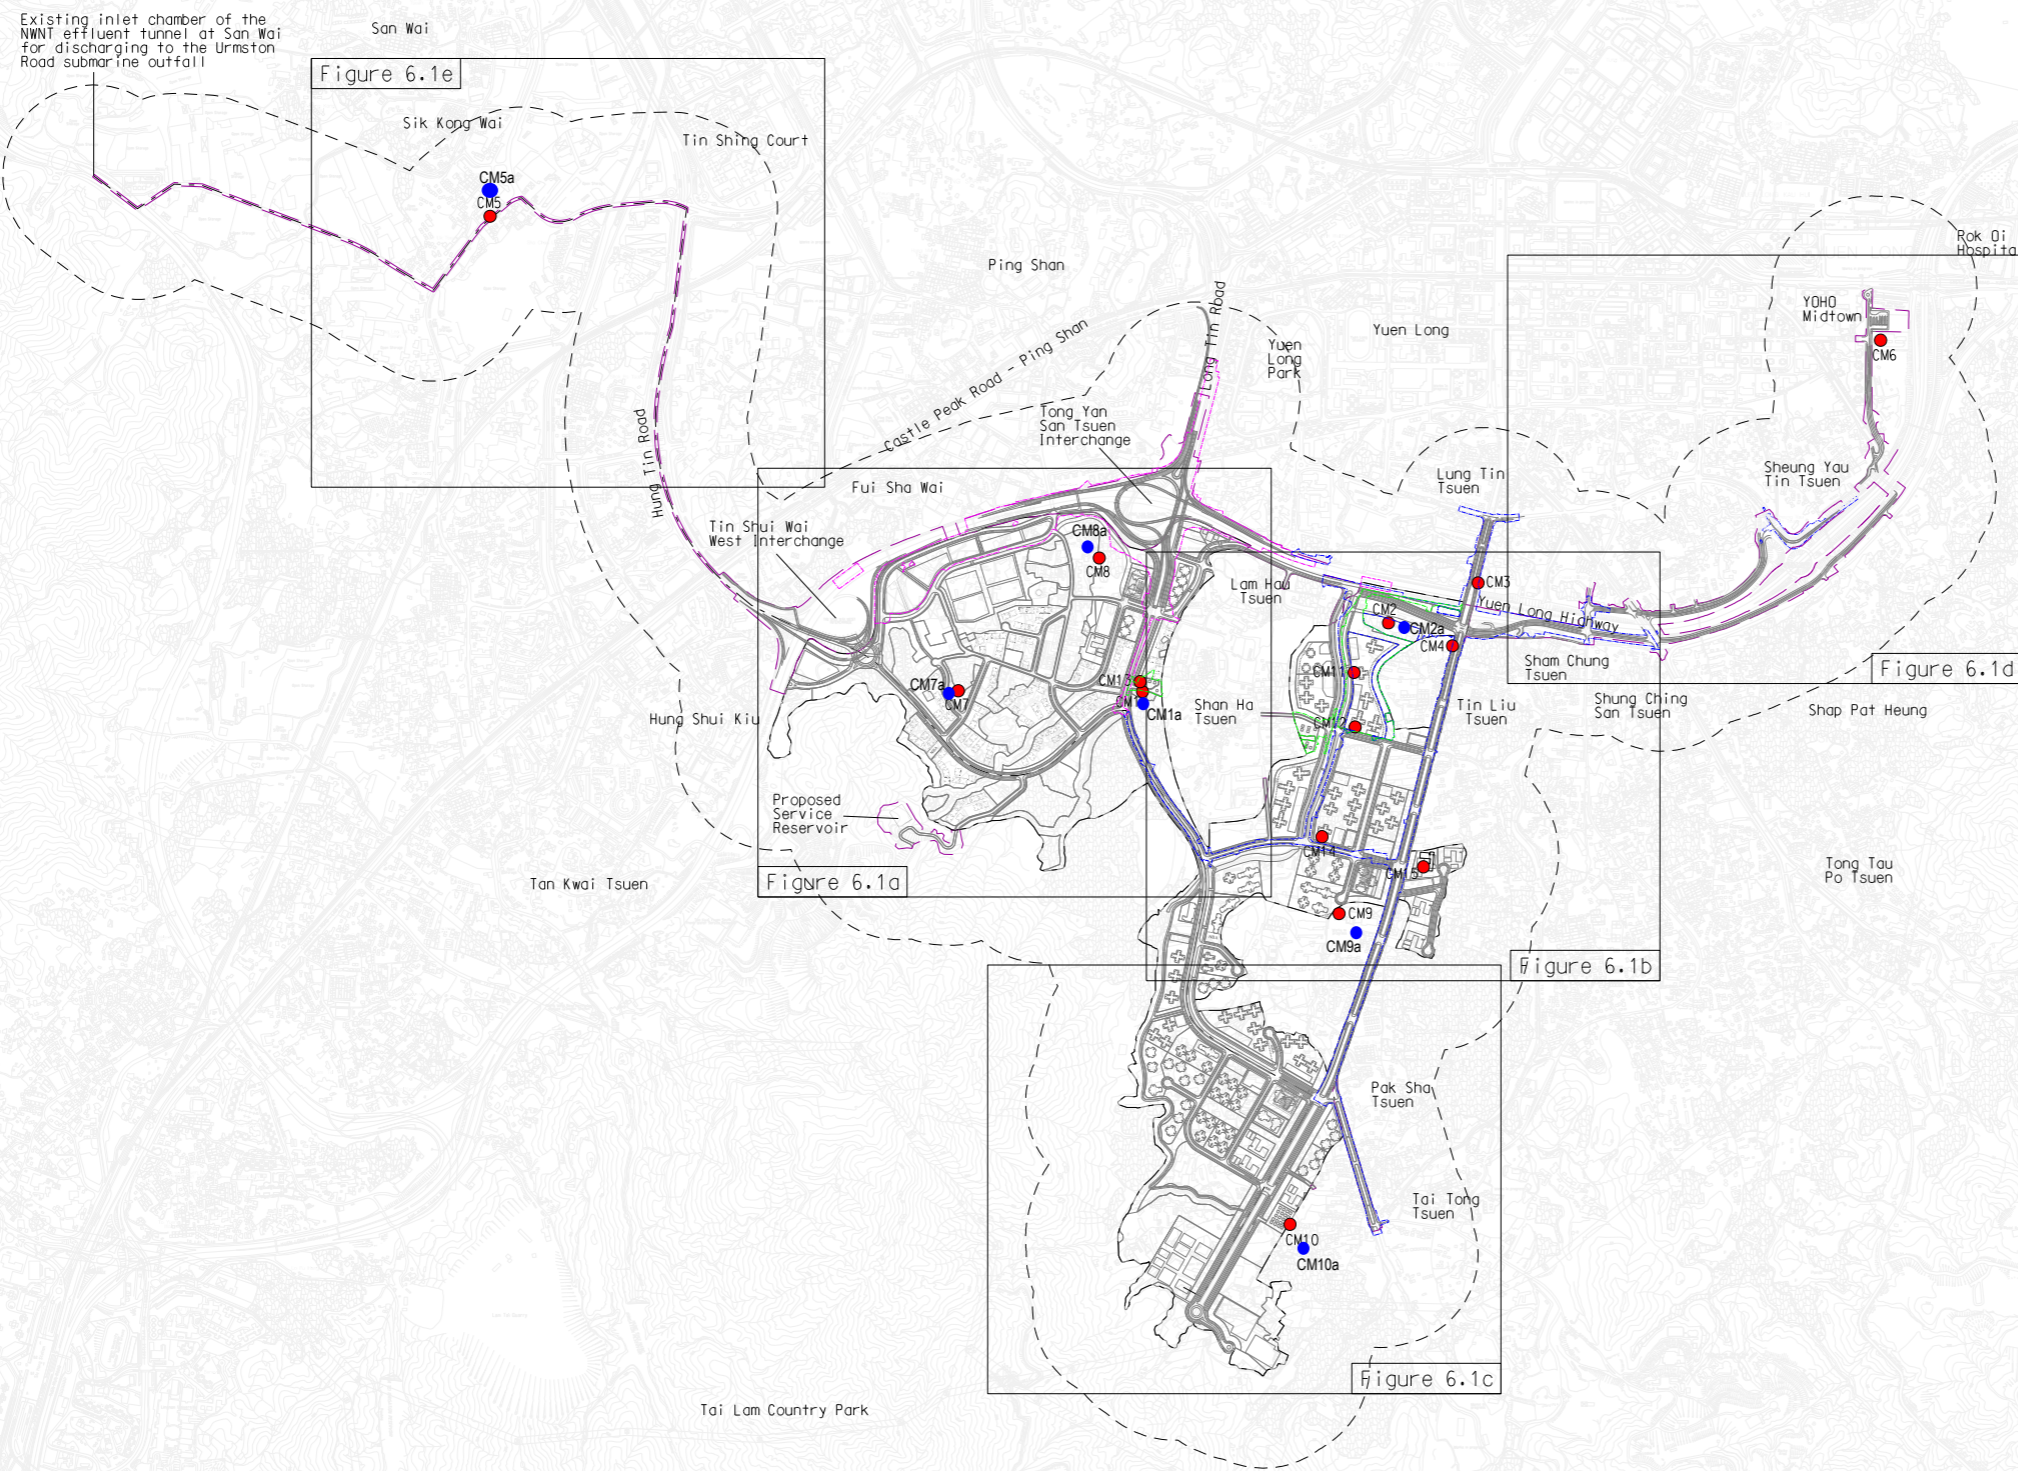 Existing inlet chamber of the
NWNT effluent tunnel at San Wai
for discharging to the Urmston
Road submarine outfall
San Wai
Figure 6.1e
Sik Kong Wai
Tin Shing Court
CM5a
CM5
Hung Tin Road
Ping Shan
Castle Peak Road - Ping Shan
Long Tin Road
Yuen
Long
Park
Yuen Long
Rok Oi
Hospita
YOHO
Midtown
CM6
Tong Yan
San Tsuen
Interchange
Lung Tin
Tsuen
Sheung Yau
Tin Tsuen
Fui Sha Wai
Tin Shui Wai
West Interchange
CM8a
CM8
Lam Hau
Tsuen
CM3
CM2
CM2a
Yuen Long Highway
CM4
Sham Chung
Tsuen
Figure 6.1d
CM7a
CM7
CM13
CM1
CM1a
CM11
CM12
Shan Ha
Tsuen
Tin Liu
Tsuen
Shung Ching
San Tsuen
Shap Pat Heung
Hung Shui Kiu
Proposed
Service
Reservoir
CM14
CM15
Tong Tau
Po Tsuen
Tan Kwai Tsuen
Figure 6.1a
CM9
CM9a
Figure 6.1b
Pak Sha
Tsuen
Tai Tong
Tsuen
CM10
CM10a
Figure 6.1c
Tai Lam Country Park